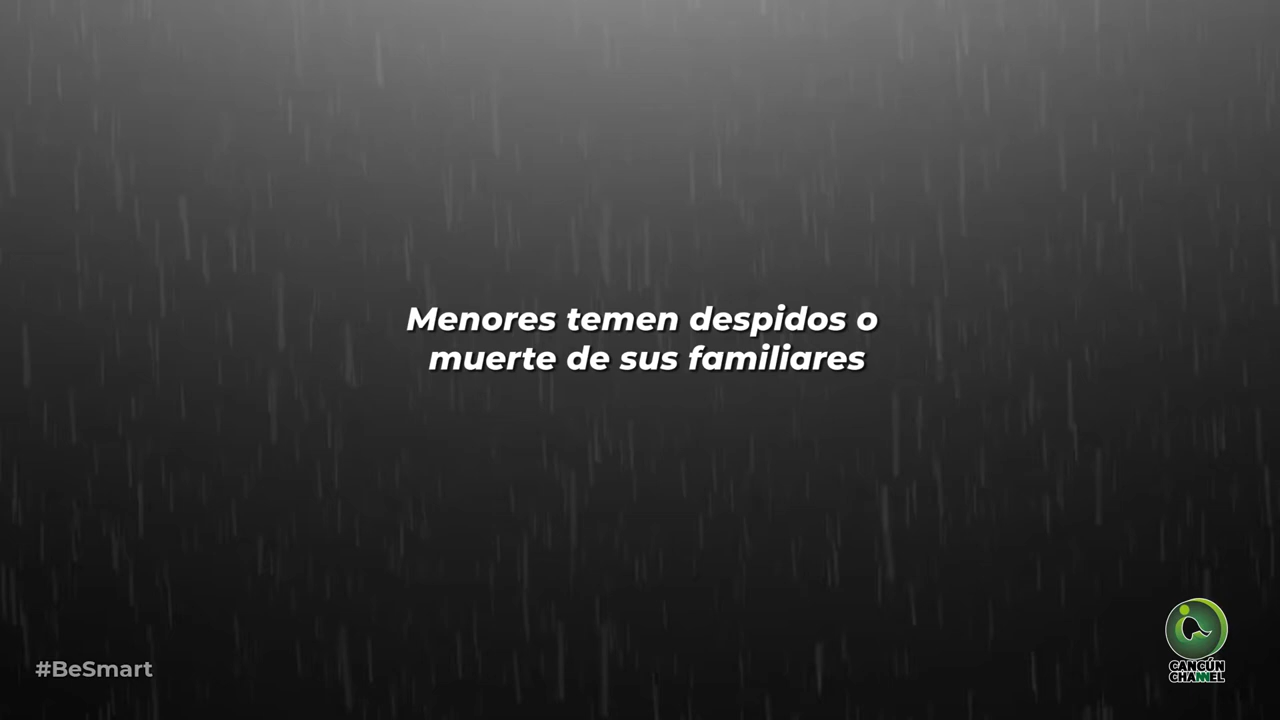 Menores temen despidos o
muerte de sus familiares
#BeSmart
CANCÚN
CHANNEL